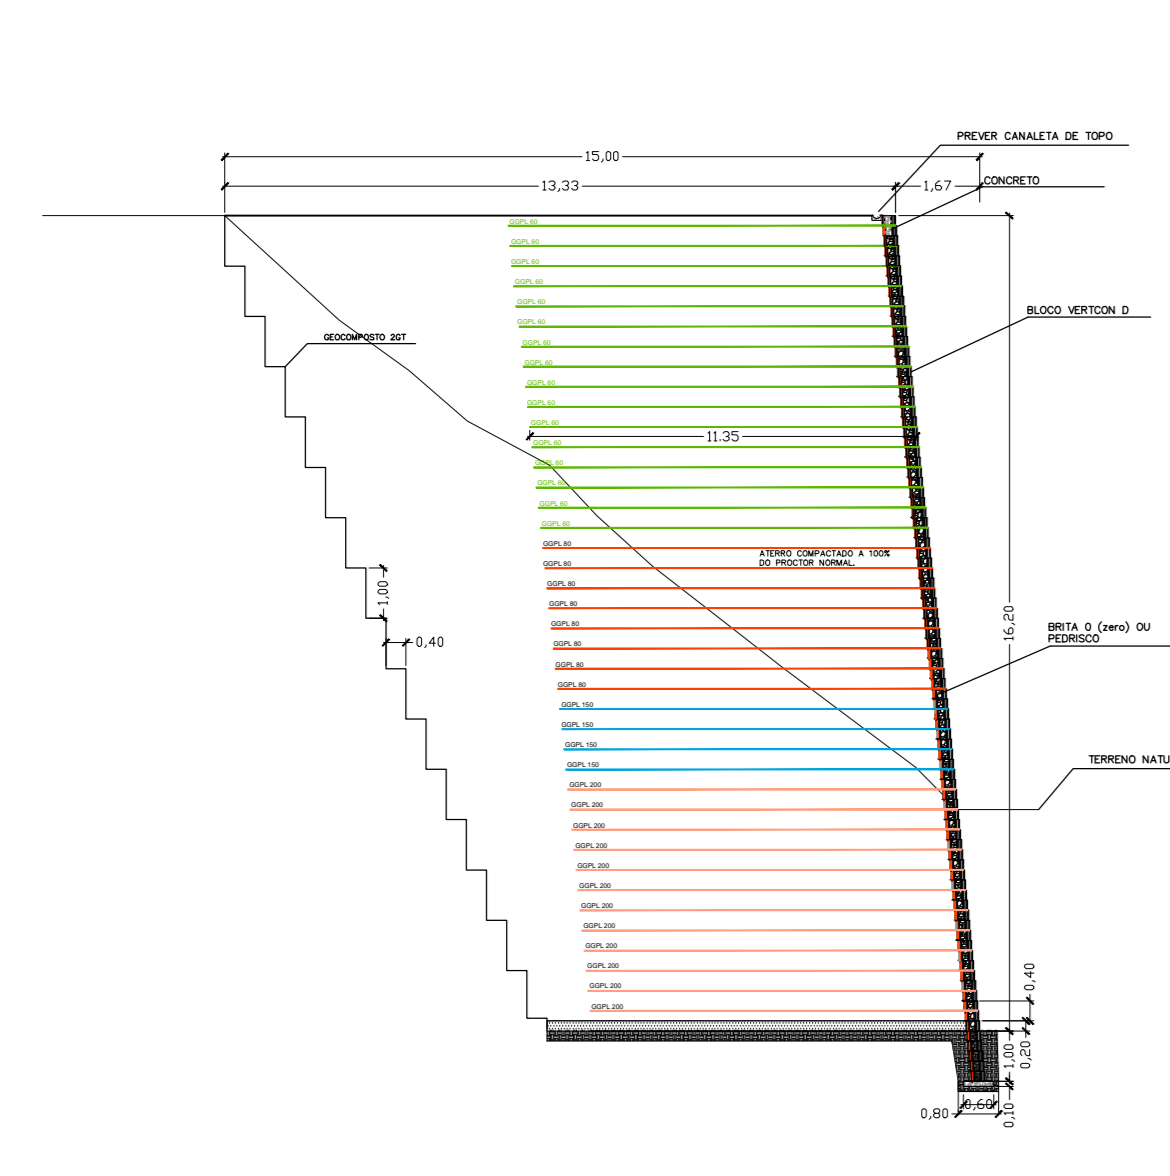 PREVER CANALETA DE TOPO
15,00
13,33
1,67
CONCRETO
GGPL 60
GGPL 60
GGPL 60
GGPL 60
GGPL 60
BLOCO VERTCON D
GGPL 60
GEOCOMPOSTO 2GT
GGPL 60
GGPL 60
GGPL 60
GGPL 60
GGPL 60
11.35
GGPL 60
GGPL 60
GGPL 60
GGPL 60
GGPL 60
GGPL 80
ATERRO COMPACTADO A 100%
DO PROCTOR NORMAL.
GGPL 80
GGPL 80
1,00
GGPL 80
16,20
GGPL 80
BRITA 0 (zero) OU
PEDRISCO
0,40
GGPL 80
GGPL 80
GGPL 80
GGPL 150
GGPL 150
GGPL 150
TERRENO NATU
GGPL 150
GGPL 200
GGPL 200
GGPL 200
GGPL 200
GGPL 200
GGPL 200
GGPL 200
GGPL 200
GGPL 200
GGPL 200
0,40
GGPL 200
GGPL 200
1,00
0,20
0,60
0,80
0,10